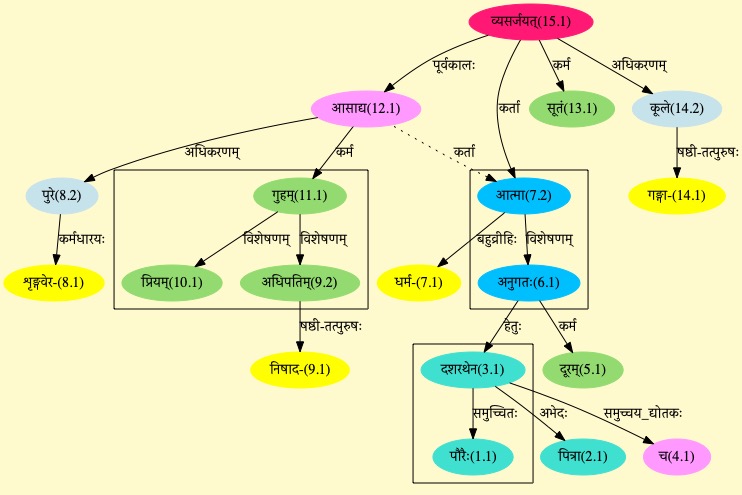 व्यसर्जयत्(15.1)
पूर्वकालः
कर्ता
कर्म
अधिकरणम्
आसाद्य(12.1)
सूतं(13.1)
कूले(14.2)
अधिकरणम्
कर्म
कर्ता
षष्ठी-तत्पुरुषः
पुरे(8.2)
गुहम्(11.1)
आत्मा(7.2)
गङ्गा-(14.1)
कर्मधारयः
विशेषणम्
विशेषणम्
बहुव्रीहिः
विशेषणम्
शृङ्गवेर-(8.1)
प्रियम्(10.1)
अधिपतिम्(9.2)
धर्म-(7.1)
अनुगतः(6.1)
षष्ठी-तत्पुरुषः
हेतुः
कर्म
निषाद-(9.1)
दशरथेन(3.1)
दूरम्(5.1)
समुच्चितः
अभेदः
समुच्चय_द्योतकः
पौरैः(1.1)
पित्रा(2.1)
च(4.1)